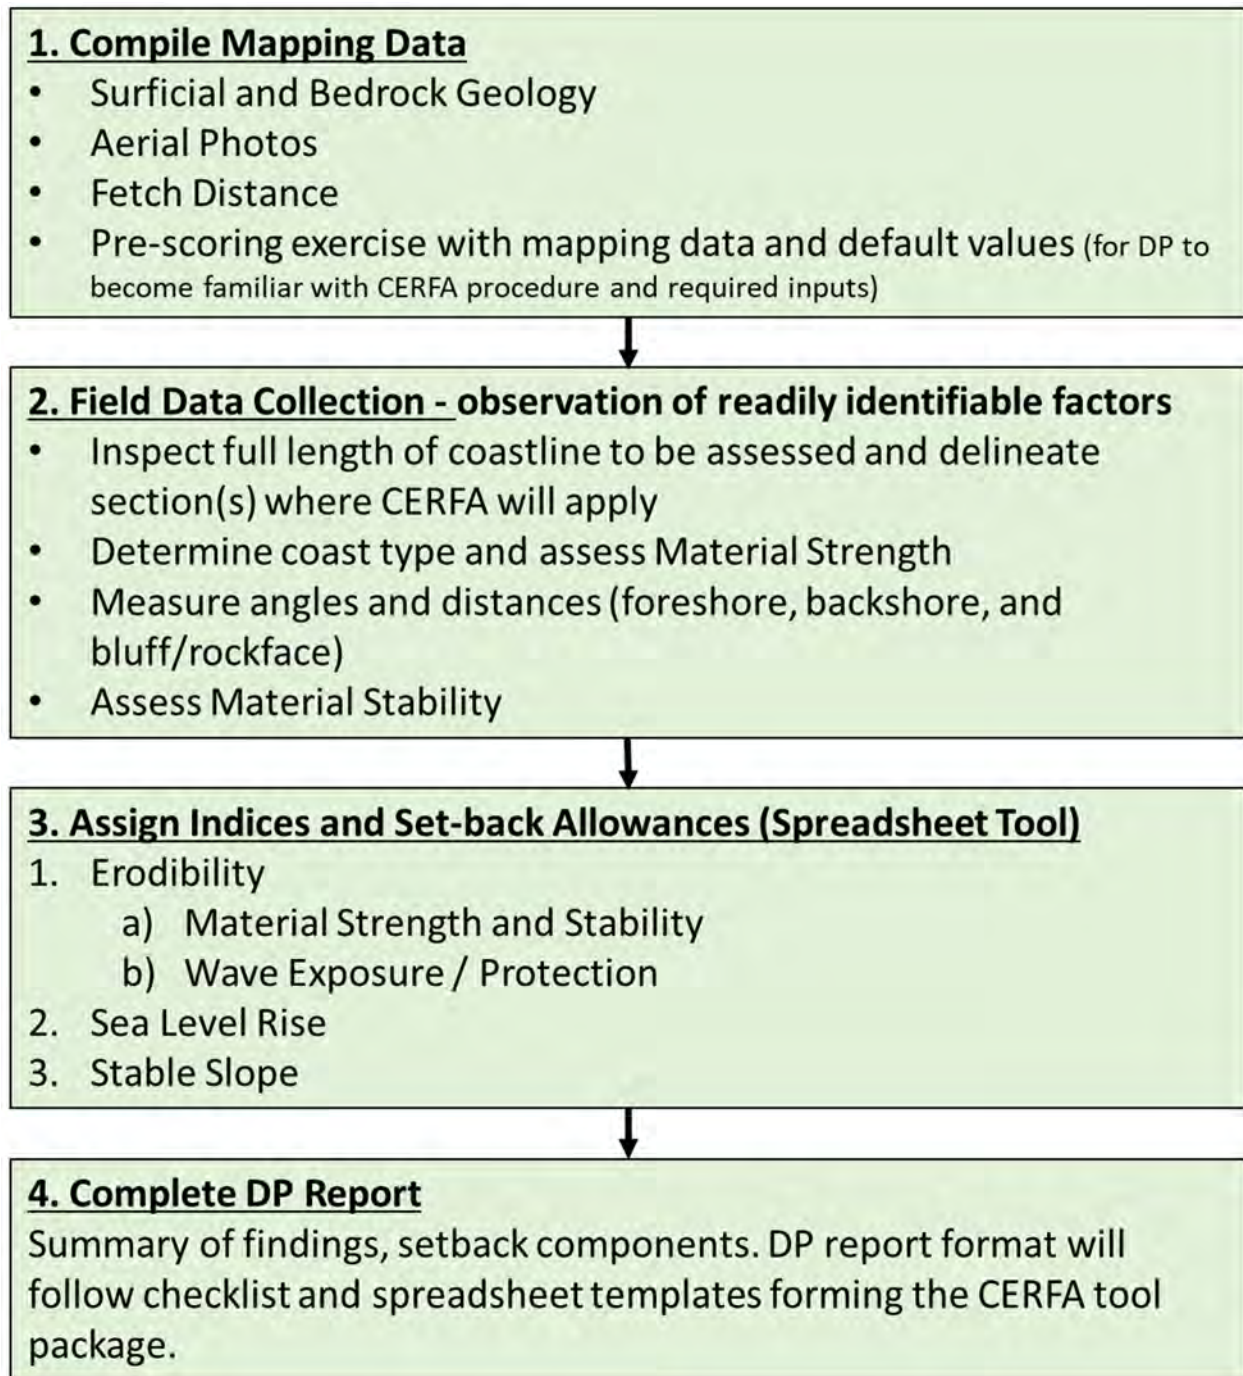 1. Compile Mapping Data
• Surficial and Bedrock Geology
• Aerial Photos
• Fetch Distance
• Pre-scoring exercise with mapping data and default values (for DP to
become familiar with CERFA procedure and required inputs)
2. Field Data Collection - observation of readily identifiable factors
• Inspect full length of coastline to be assessed and delineate
section(s) where CERFA will apply
• Determine coast type and assess Material Strength
• Measure angles and distances (foreshore, backshore, and
bluff/rockface)
• Assess Material Stability
3. Assign Indices and Set-back Allowances (Spreadsheet Tool)
1. Erodibility
a) Material Strength and Stability
b) Wave Exposure / Protection
2. Sea Level Rise
3. Stable Slope
4. Complete DP Report
Summary of findings, setback components. DP report format will
follow checklist and spreadsheet templates forming the CERFA tool
package.